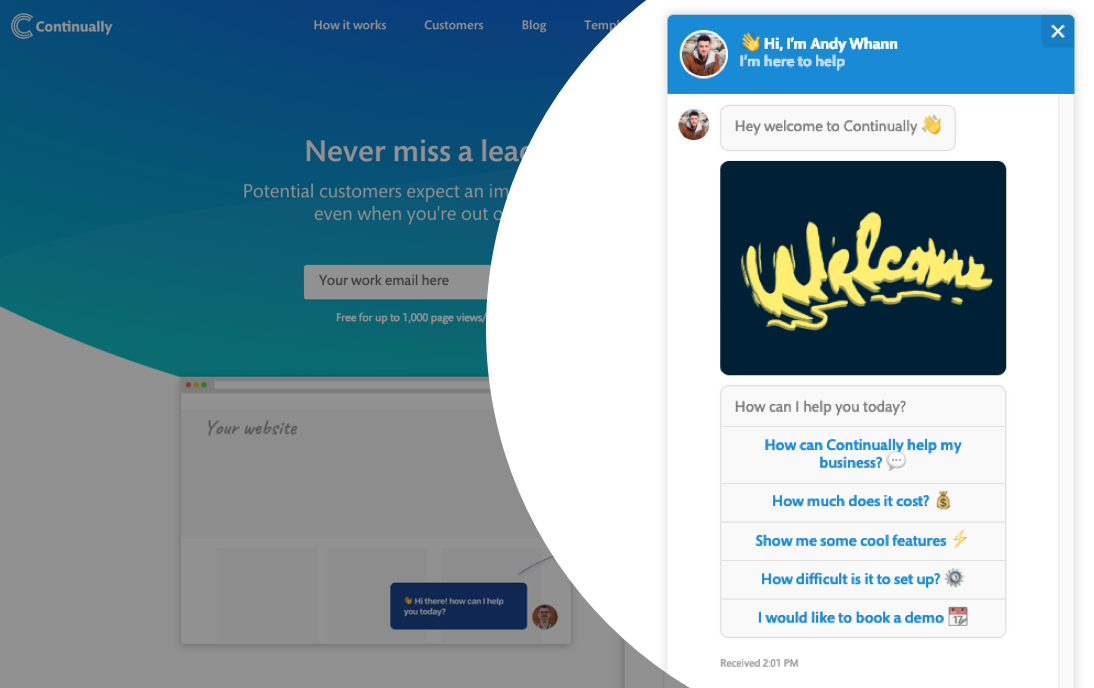 Continually
How it works
Customers
Blog
Never miss a lead
Potential customers expect an
even when you're out
Your work email here
Free for up to 1,000 page views/
Your website
👋 Hi there! how can I help
you today?
👋 Hi, I'm Andy Whann
I'm here to help
Hey welcome to Continually 👋
Welcome
How can I help you today?
How can Continually help my
business? 💬
How much does it cost? 💰
Show me some cool features ⚡
How difficult is it to set up? ⚙️
I would like to book a demo 📆
Received 2:01 PM